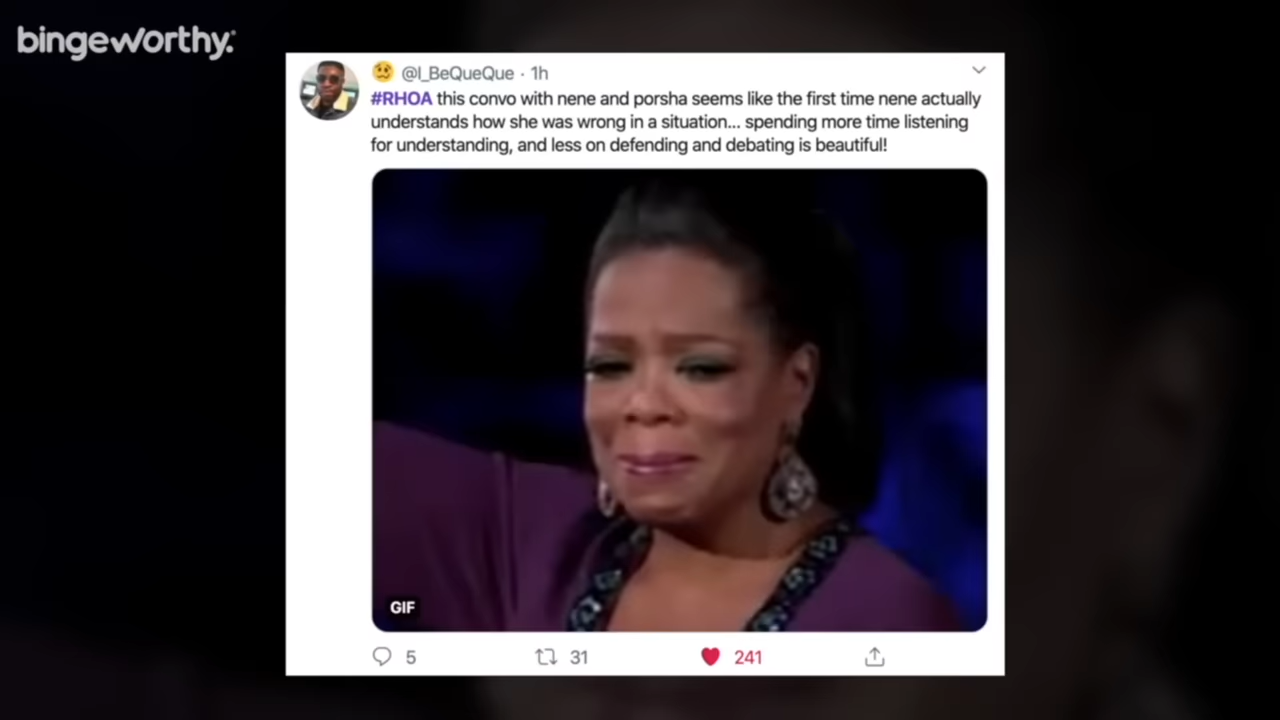 bingeworthy.
@I_BeQueQue · 1h
#RHOA this convo with nene and porsha seems like the first time nene actually
understands how she was wrong in a situation... spending more time listening
for understanding, and less on defending and debating is beautiful!
GIF
5 31 241